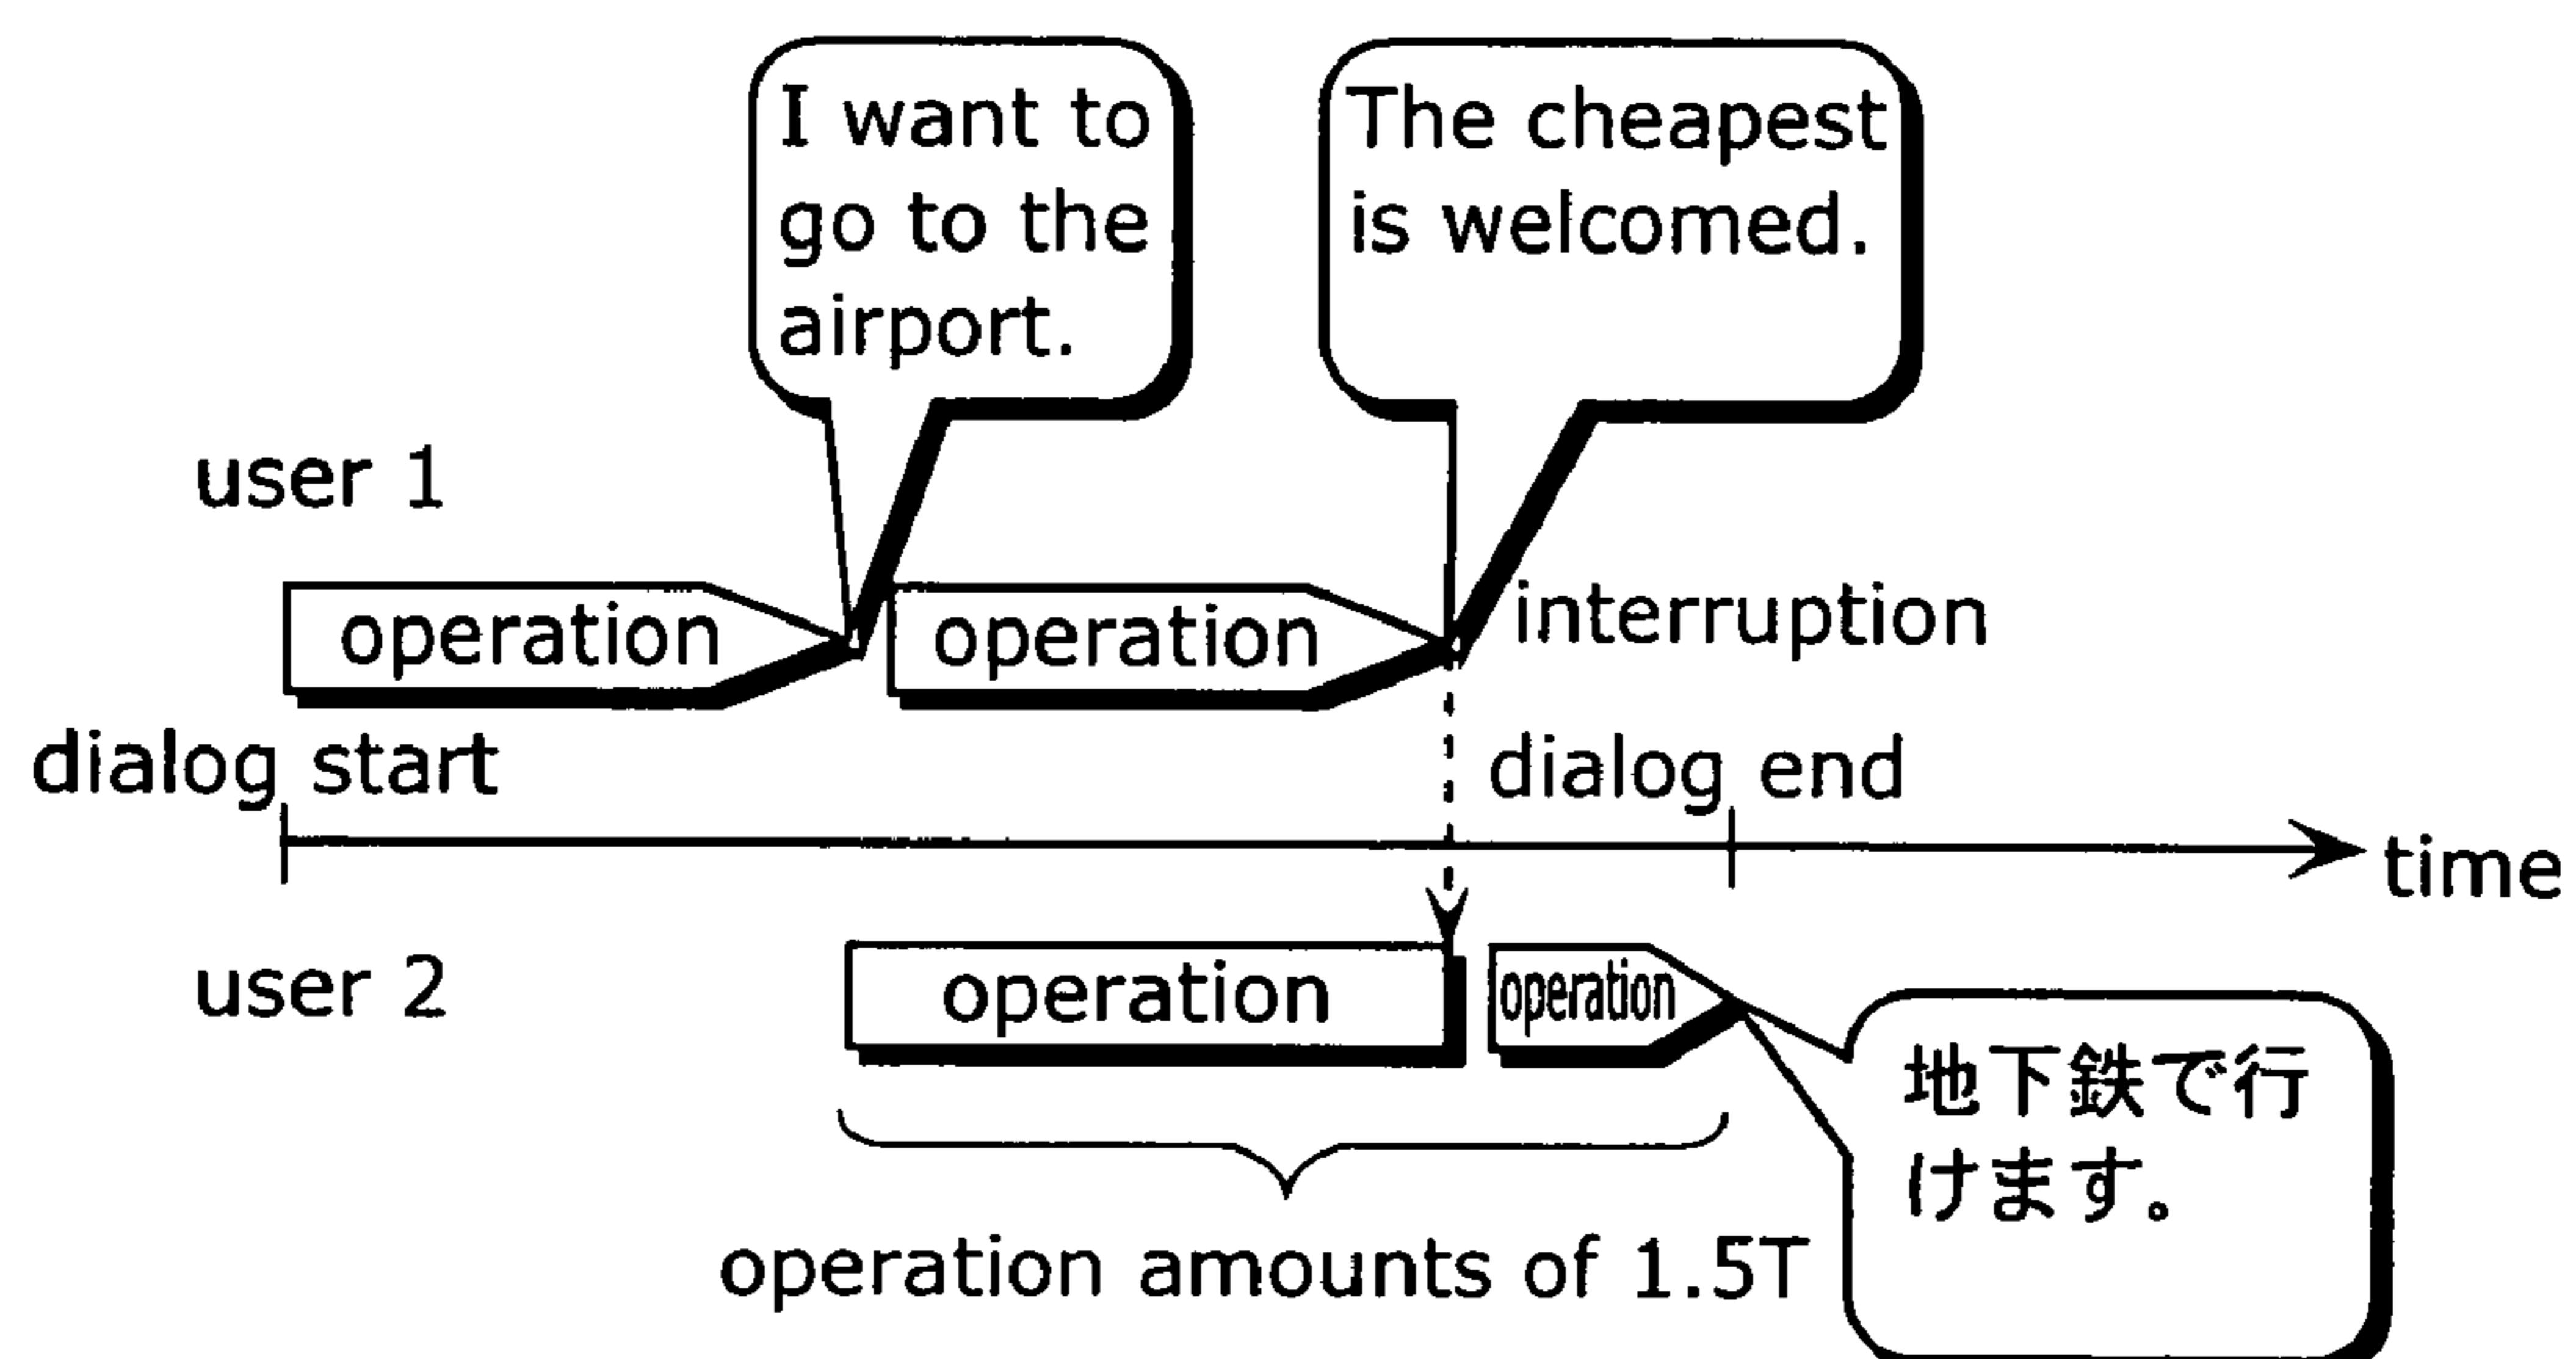 I want to
go to the
airport.
The cheapest
is welcomed.
user 1
operation
operation
interruption
dialog start
dialog end
time
user 2
operation
operation
地下鉄で行
けます。
operation amounts of 1.5T